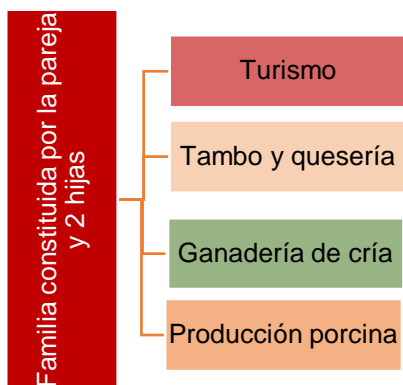 Familia constituida por la pareja
y 2 hijas
Turismo
Tambo y quesería
Ganadería de cría
Producción porcina